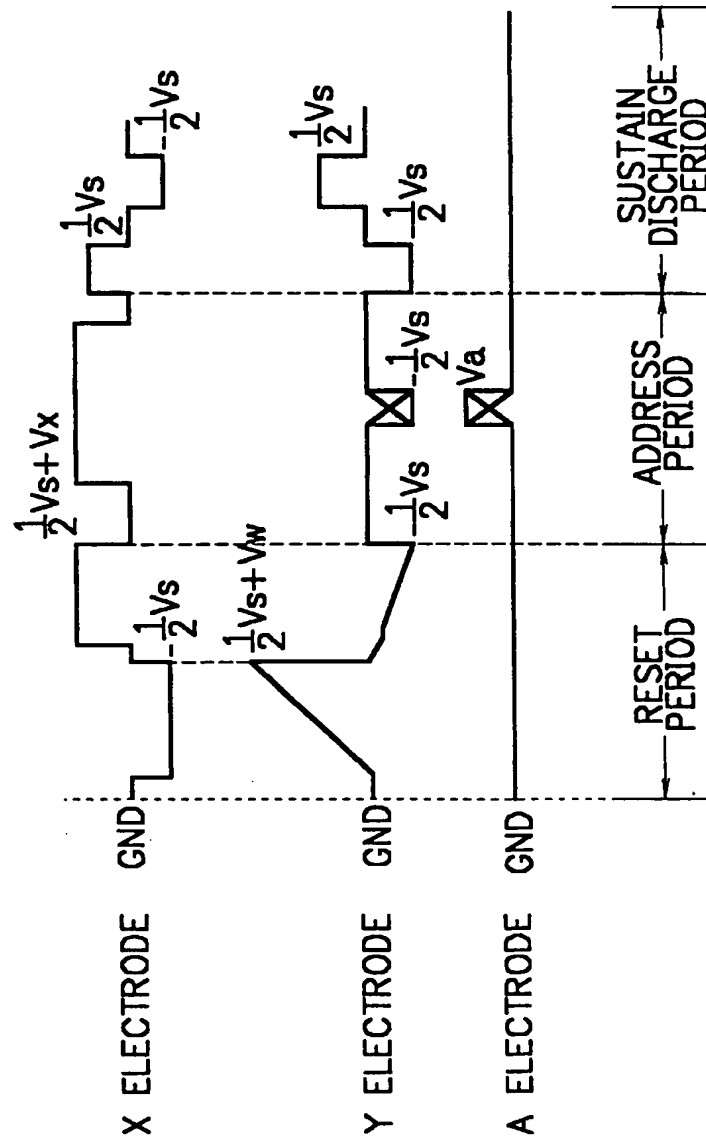 X ELECTRODE GND
-1/2Vs
1/2Vs+Vx
1/2Vs
-1/2Vs
Y ELECTRODE GND
1/2Vs+Vw
-1/2Vs
-1/2Vs
-1/2Vs
1/2Vs
A ELECTRODE GND
Va
RESET
PERIOD
ADDRESS
PERIOD
SUSTAIN
DISCHARGE
PERIOD